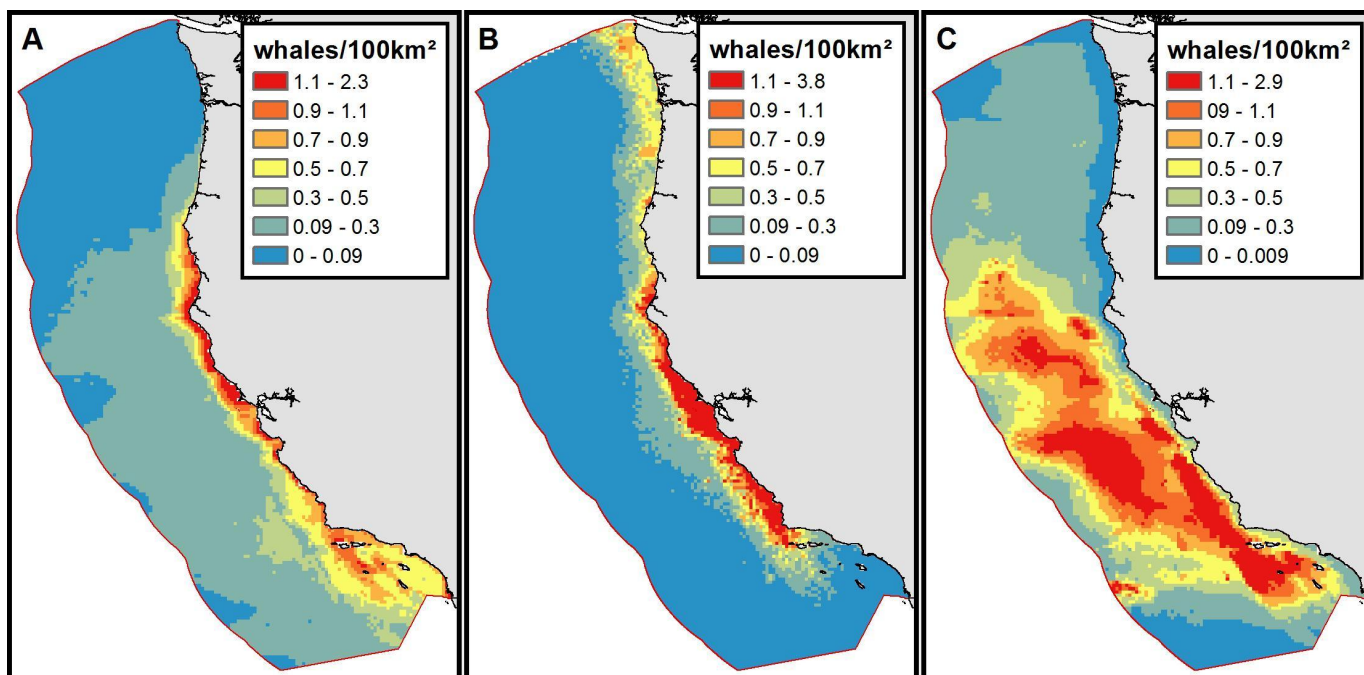 A
whales/100km²
1.1 - 2.3
0.9 - 1.1
0.7 - 0.9
0.5 - 0.7
0.3 - 0.5
0.09 - 0.3
0 - 0.09
B
whales/100km²
1.1 - 3.8
0.9 - 1.1
0.7 - 0.9
0.5 - 0.7
0.3 - 0.5
0.09 - 0.3
0 - 0.09
C
whales/100km²
1.1 - 2.9
09 - 1.1
0.7 - 0.9
0.5 - 0.7
0.3 - 0.5
0.09 - 0.3
0 - 0.009